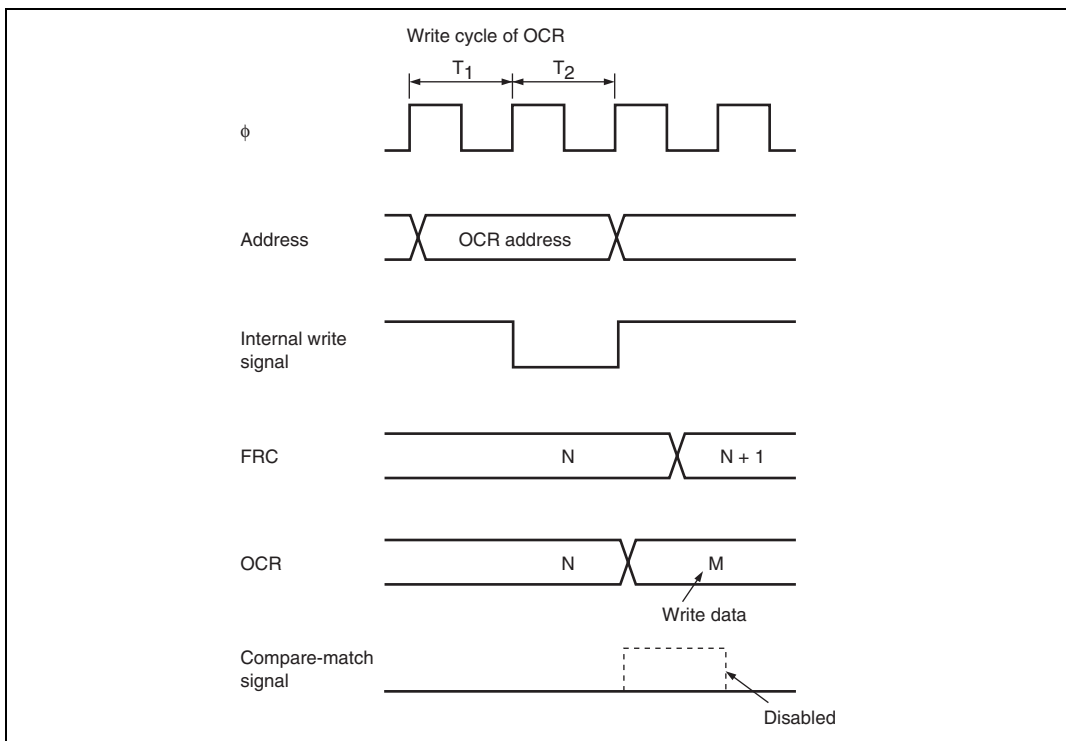 Write cycle of OCR
T1 T2
ϕ
Address
OCR address
Internal write
signal
FRC
N
N + 1
OCR
N
M
Write data
Compare-match
signal
Disabled